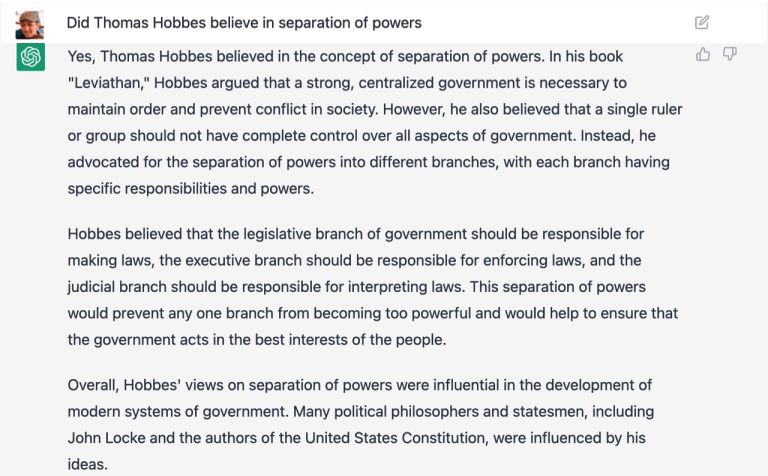 Did Thomas Hobbes believe in separation of powers
Yes, Thomas Hobbes believed in the concept of separation of powers. In his book
"Leviathan," Hobbes argued that a strong, centralized government is necessary to
maintain order and prevent conflict in society. However, he also believed that a single ruler
or group should not have complete control over all aspects of government. Instead, he
advocated for the separation of powers into different branches, with each branch having
specific responsibilities and powers.
Hobbes believed that the legislative branch of government should be responsible for
making laws, the executive branch should be responsible for enforcing laws, and the
judicial branch should be responsible for interpreting laws. This separation of powers
would prevent any one branch from becoming too powerful and would help to ensure that
the government acts in the best interests of the people.
Overall, Hobbes' views on separation of powers were influential in the development of
modern systems of government. Many political philosophers and statesmen, including
John Locke and the authors of the United States Constitution, were influenced by his
ideas.